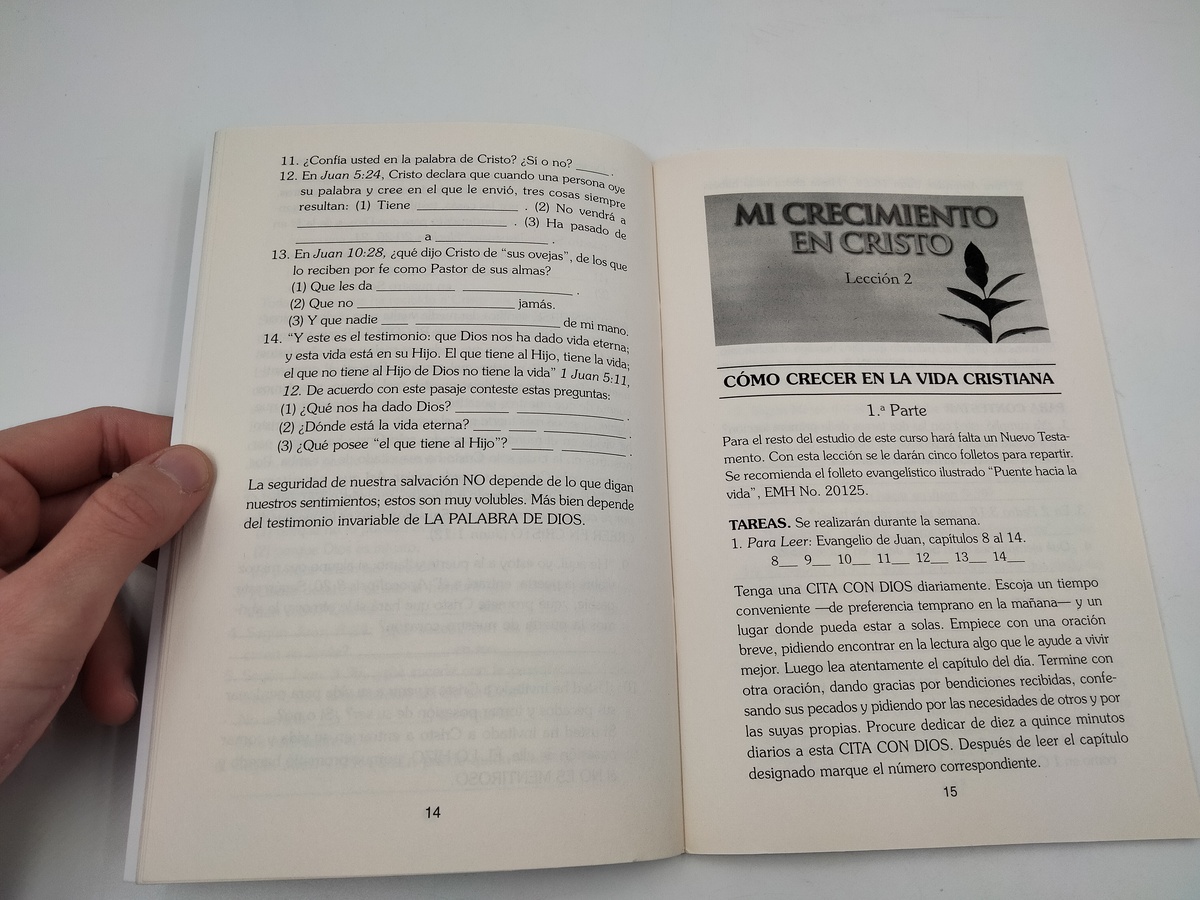 11. ¿Confía usted en la palabra de Cristo? ¿Sí o no? _____ .
12. En Juan 5:24, Cristo declara que cuando una persona oye
su palabra y cree en el que le envió, tres cosas siempre
resultan: (1) Tiene ________________ . (2) No vendrá a
________________________________ . (3) Ha pasado de
____________________ a __________________ .
13. En Juan 10:28, ¿qué dijo Cristo de “sus ovejas”, de los que
lo reciben por fe como Pastor de sus almas?
(1) Que les da ____________ __________________ .
(2) Que no _________________________ jamás.
(3) Y que nadie ____ _______________________ de mi mano.
14. “Y este es el testimonio: que Dios nos ha dado vida eterna;
y esta vida está en su Hijo. El que tiene al Hijo, tiene la vida;
el que no tiene al Hijo de Dios no tiene la vida” 1 Juan 5:11,
12. De acuerdo con este pasaje conteste estas preguntas:
(1) ¿Qué nos ha dado Dios? ________ __________________ .
(2) ¿Dónde está la vida eterna? ____ ____ ______________ .
(3) ¿Qué posee “el que tiene al Hijo”? ________ __________ .
La seguridad de nuestra salvación NO depende de lo que digan
nuestros sentimientos; estos son muy volubles. Más bien depende
del testimonio invariable de LA PALABRA DE DIOS.
14
MI CRECIMIENTO
EN CRISTO
Lección 2
CÓMO CRECER EN LA VIDA CRISTIANA
1.ª Parte
Para el resto del estudio de este curso hará falta un Nuevo Testa-
mento. Con esta lección se le darán cinco folletos para repartir.
Se recomienda el folleto evangelístico ilustrado “Puente hacia la
vida”, EMH No. 20125.
TAREAS. Se realizarán durante la semana.
1. Para Leer: Evangelio de Juan, capítulos 8 al 14.
8___ 9___ 10___ 11___ 12___ 13___ 14___
Tenga una CITA CON DIOS diariamente. Escoja un tiempo
conveniente —de preferencia temprano en la mañana— y un
lugar donde pueda estar a solas. Empiece con una oración
breve, pidiendo encontrar en la lectura algo que le ayude a vivir
mejor. Luego lea atentamente el capítulo del día. Termine con
otra oración, dando gracias por bendiciones recibidas, confe-
sando sus pecados y pidiendo por las necesidades de otros y por
las suyas propias. Procure dedicar de diez a quince minutos
diarios a esta CITA CON DIOS. Después de leer el capítulo
designado marque el número correspondiente.
15